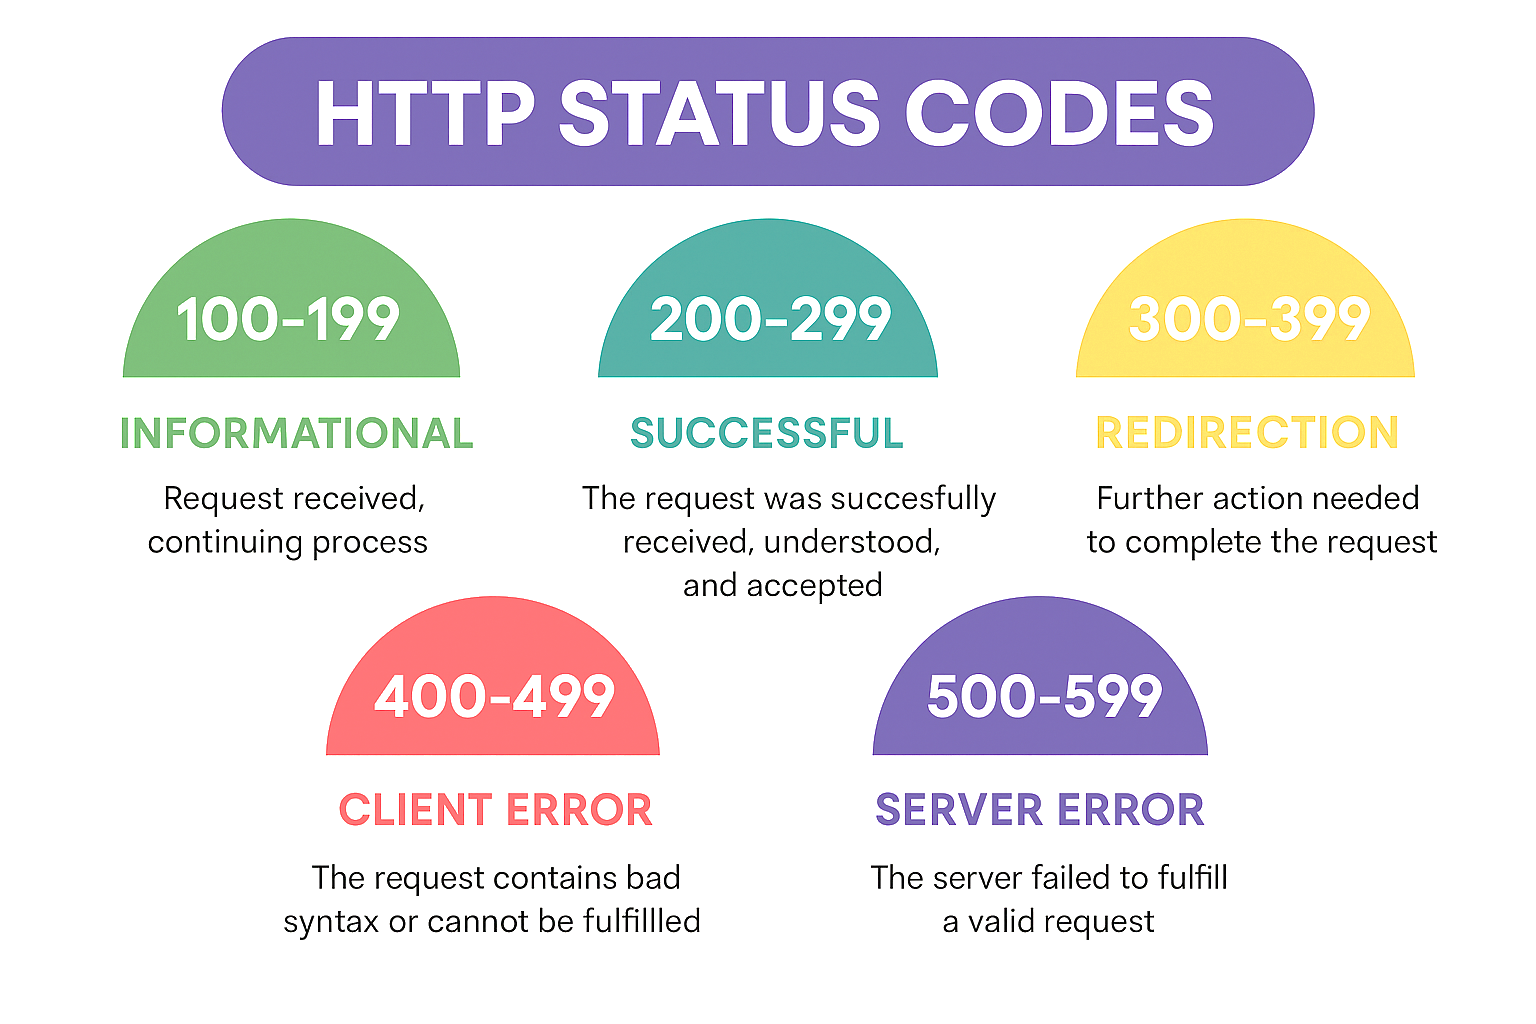 HTTP STATUS CODES
100-199
INFORMATIONAL
Request received,
continuing process
200-299
SUCCESSFUL
The request was succesfully
received, understood,
and accepted
300-399
REDIRECTION
Further action needed
to complete the request
400-499
CLIENT ERROR
The request contains bad
syntax or cannot be fulfillled
500-599
SERVER ERROR
The server failed to fulfill
a valid request